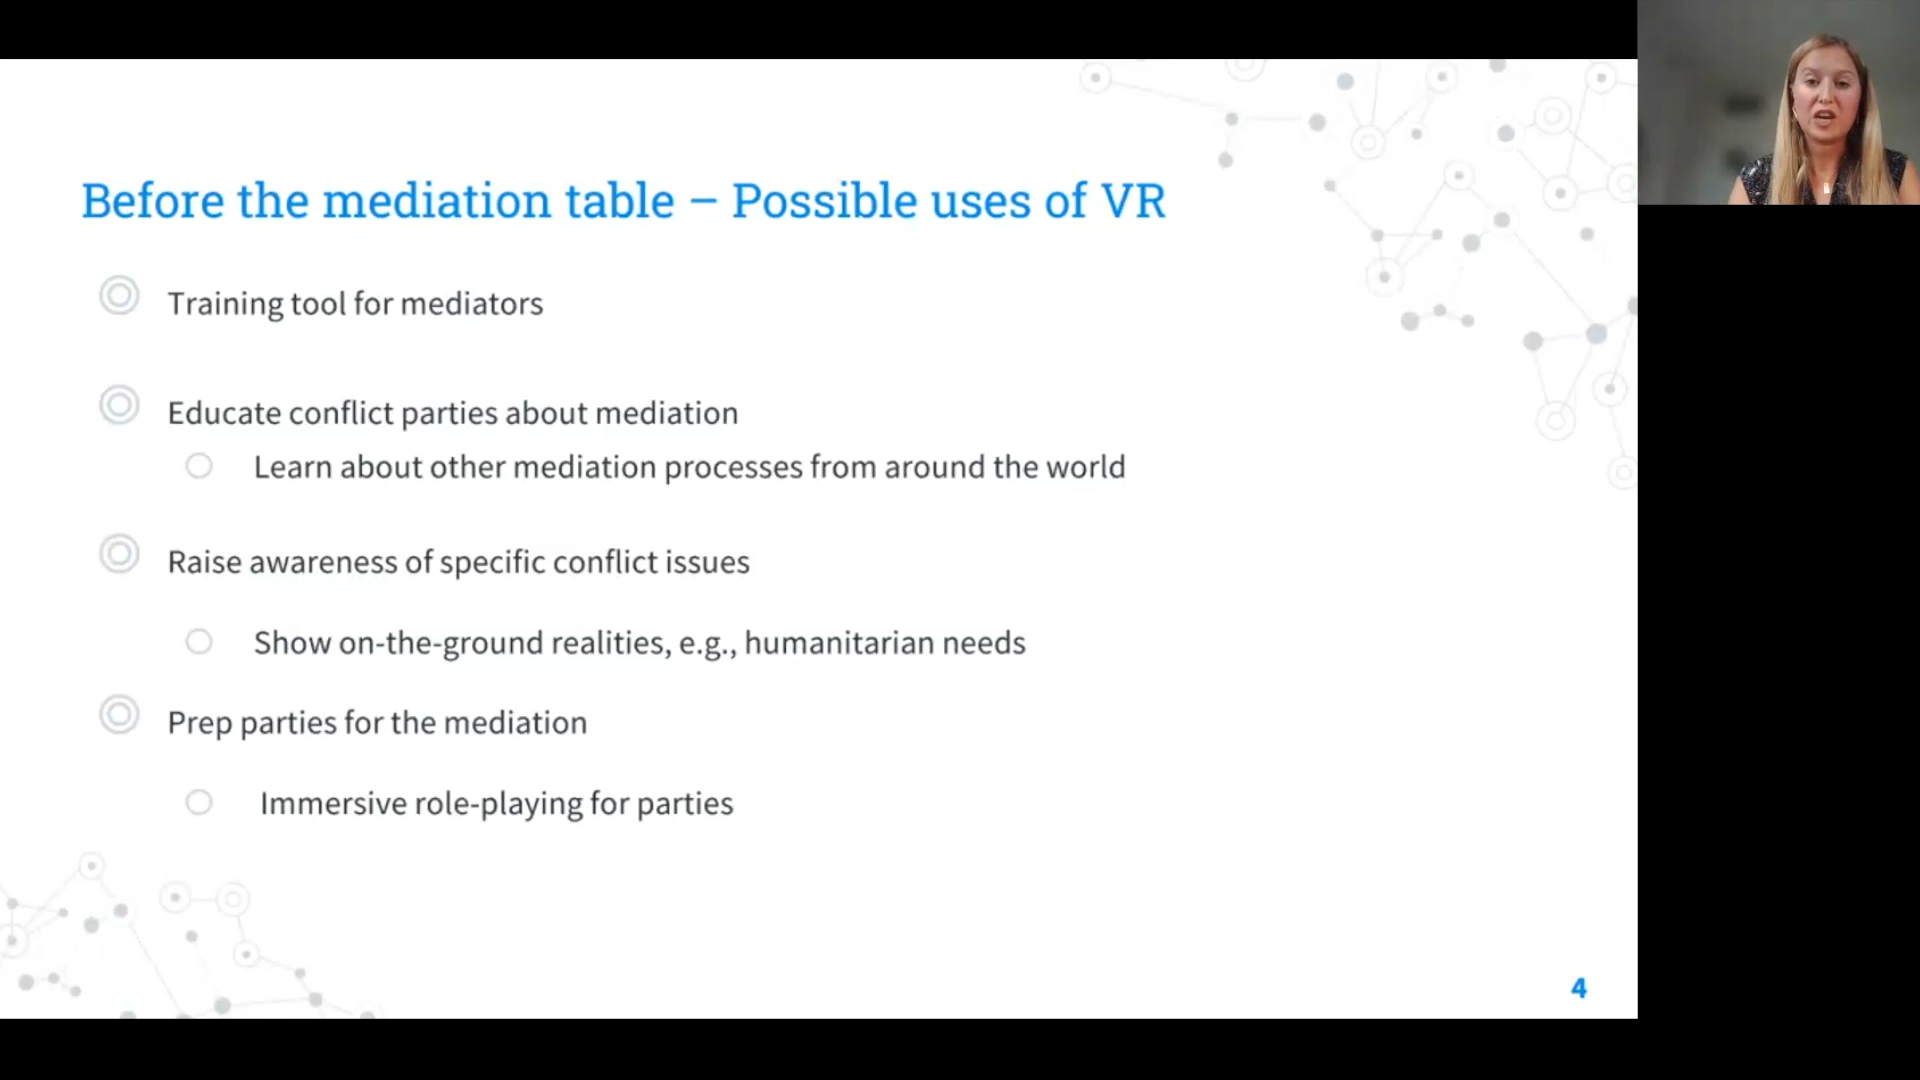 Before the mediation table – Possible uses of VR
Training tool for mediators
Educate conflict parties about mediation
Learn about other mediation processes from around the world
Raise awareness of specific conflict issues
Show on-the-ground realities, e.g., humanitarian needs
Prep parties for the mediation
Immersive role-playing for parties
4